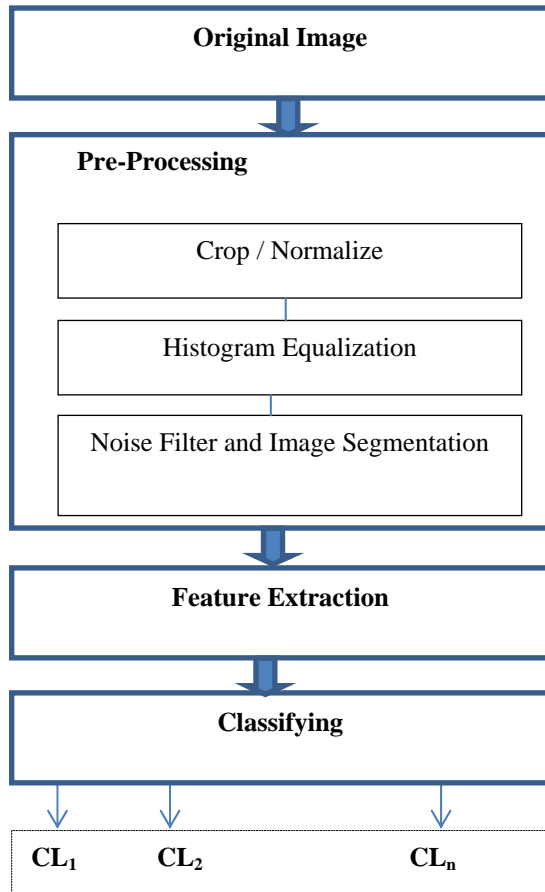 Original Image
Pre-Processing
Crop / Normalize
Histogram Equalization
Noise Filter and Image Segmentation
Feature Extraction
Classifying
CL₁ CL₂ CLₙ